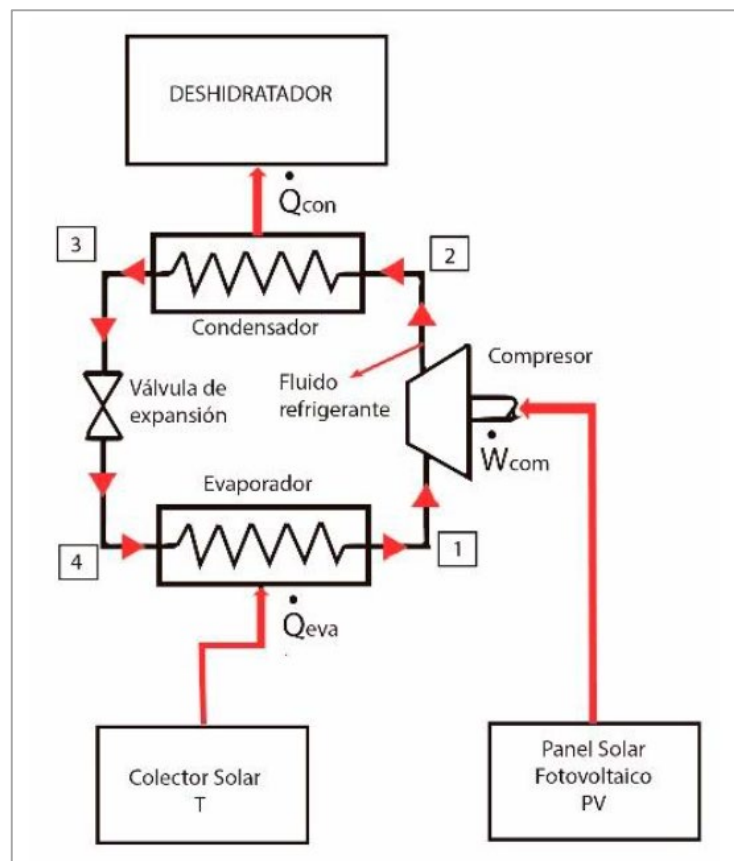 DESHIDRATADOR
Q̇con
3
2
Condensador
Compresor
Válvula de
expansión
Fluido
refrigerante
Ẇcom
Evaporador
4
1
Q̇eva
Colector Solar
T
Panel Solar
Fotovoltaico
PV